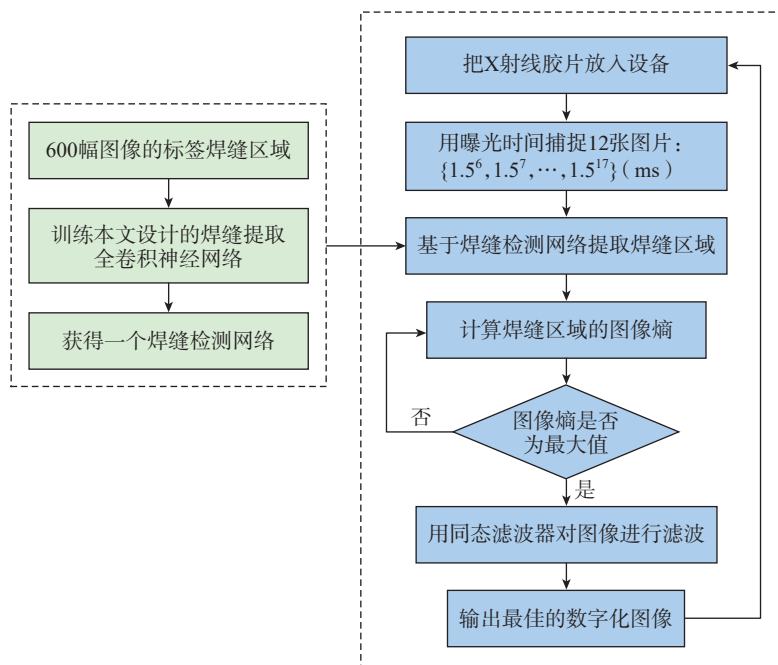 600幅图像的标签焊缝区域
训练本文设计的焊缝提取
全卷积神经网络
获得一个焊缝检测网络
把X射线胶片放入设备
用曝光时间捕捉12张图片:
{1.5⁶,1.5⁷,…,1.5¹⁷}(ms)
基于焊缝检测网络提取焊缝区域
计算焊缝区域的图像熵
图像熵是否
为最大值
否
是
用同态滤波器对图像进行滤波
输出最佳的数字化图像